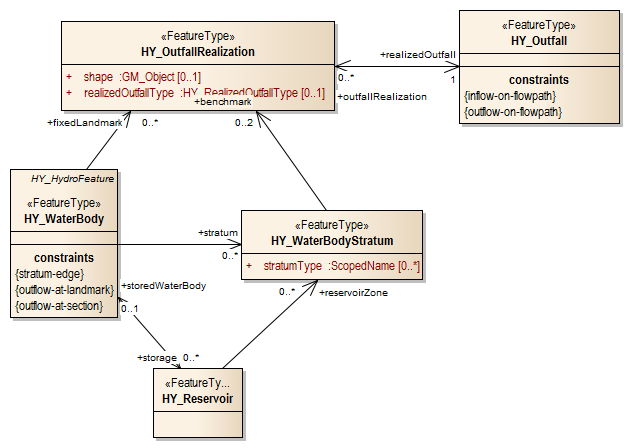 «FeatureType»
HY_OutfallRealization
+ shape :GM_Object [0..1]
+ realizedOutfallType :HY_RealizedOutfallType [0..1]
«FeatureType»
HY_Outfall
constraints
{inflow-on-flowpath}
{outflow-on-flowpath}
+realizedOutfall
0..*
1
+outfallRealization
+benchmark
+fixedLandmark
0..*
0..2
HY_HydroFeature
«FeatureType»
HY_WaterBody
constraints
{stratum-edge}
{outflow-at-landmark}
{outflow-at-section}
+stratum
0..*
«FeatureType»
HY_WaterBodyStratum
+ stratumType :ScopedName [0..*]
+storedWaterBody
0..1
0..*
+reservoirZone
+storage 0..*
«FeatureTy...
HY_Reservoir